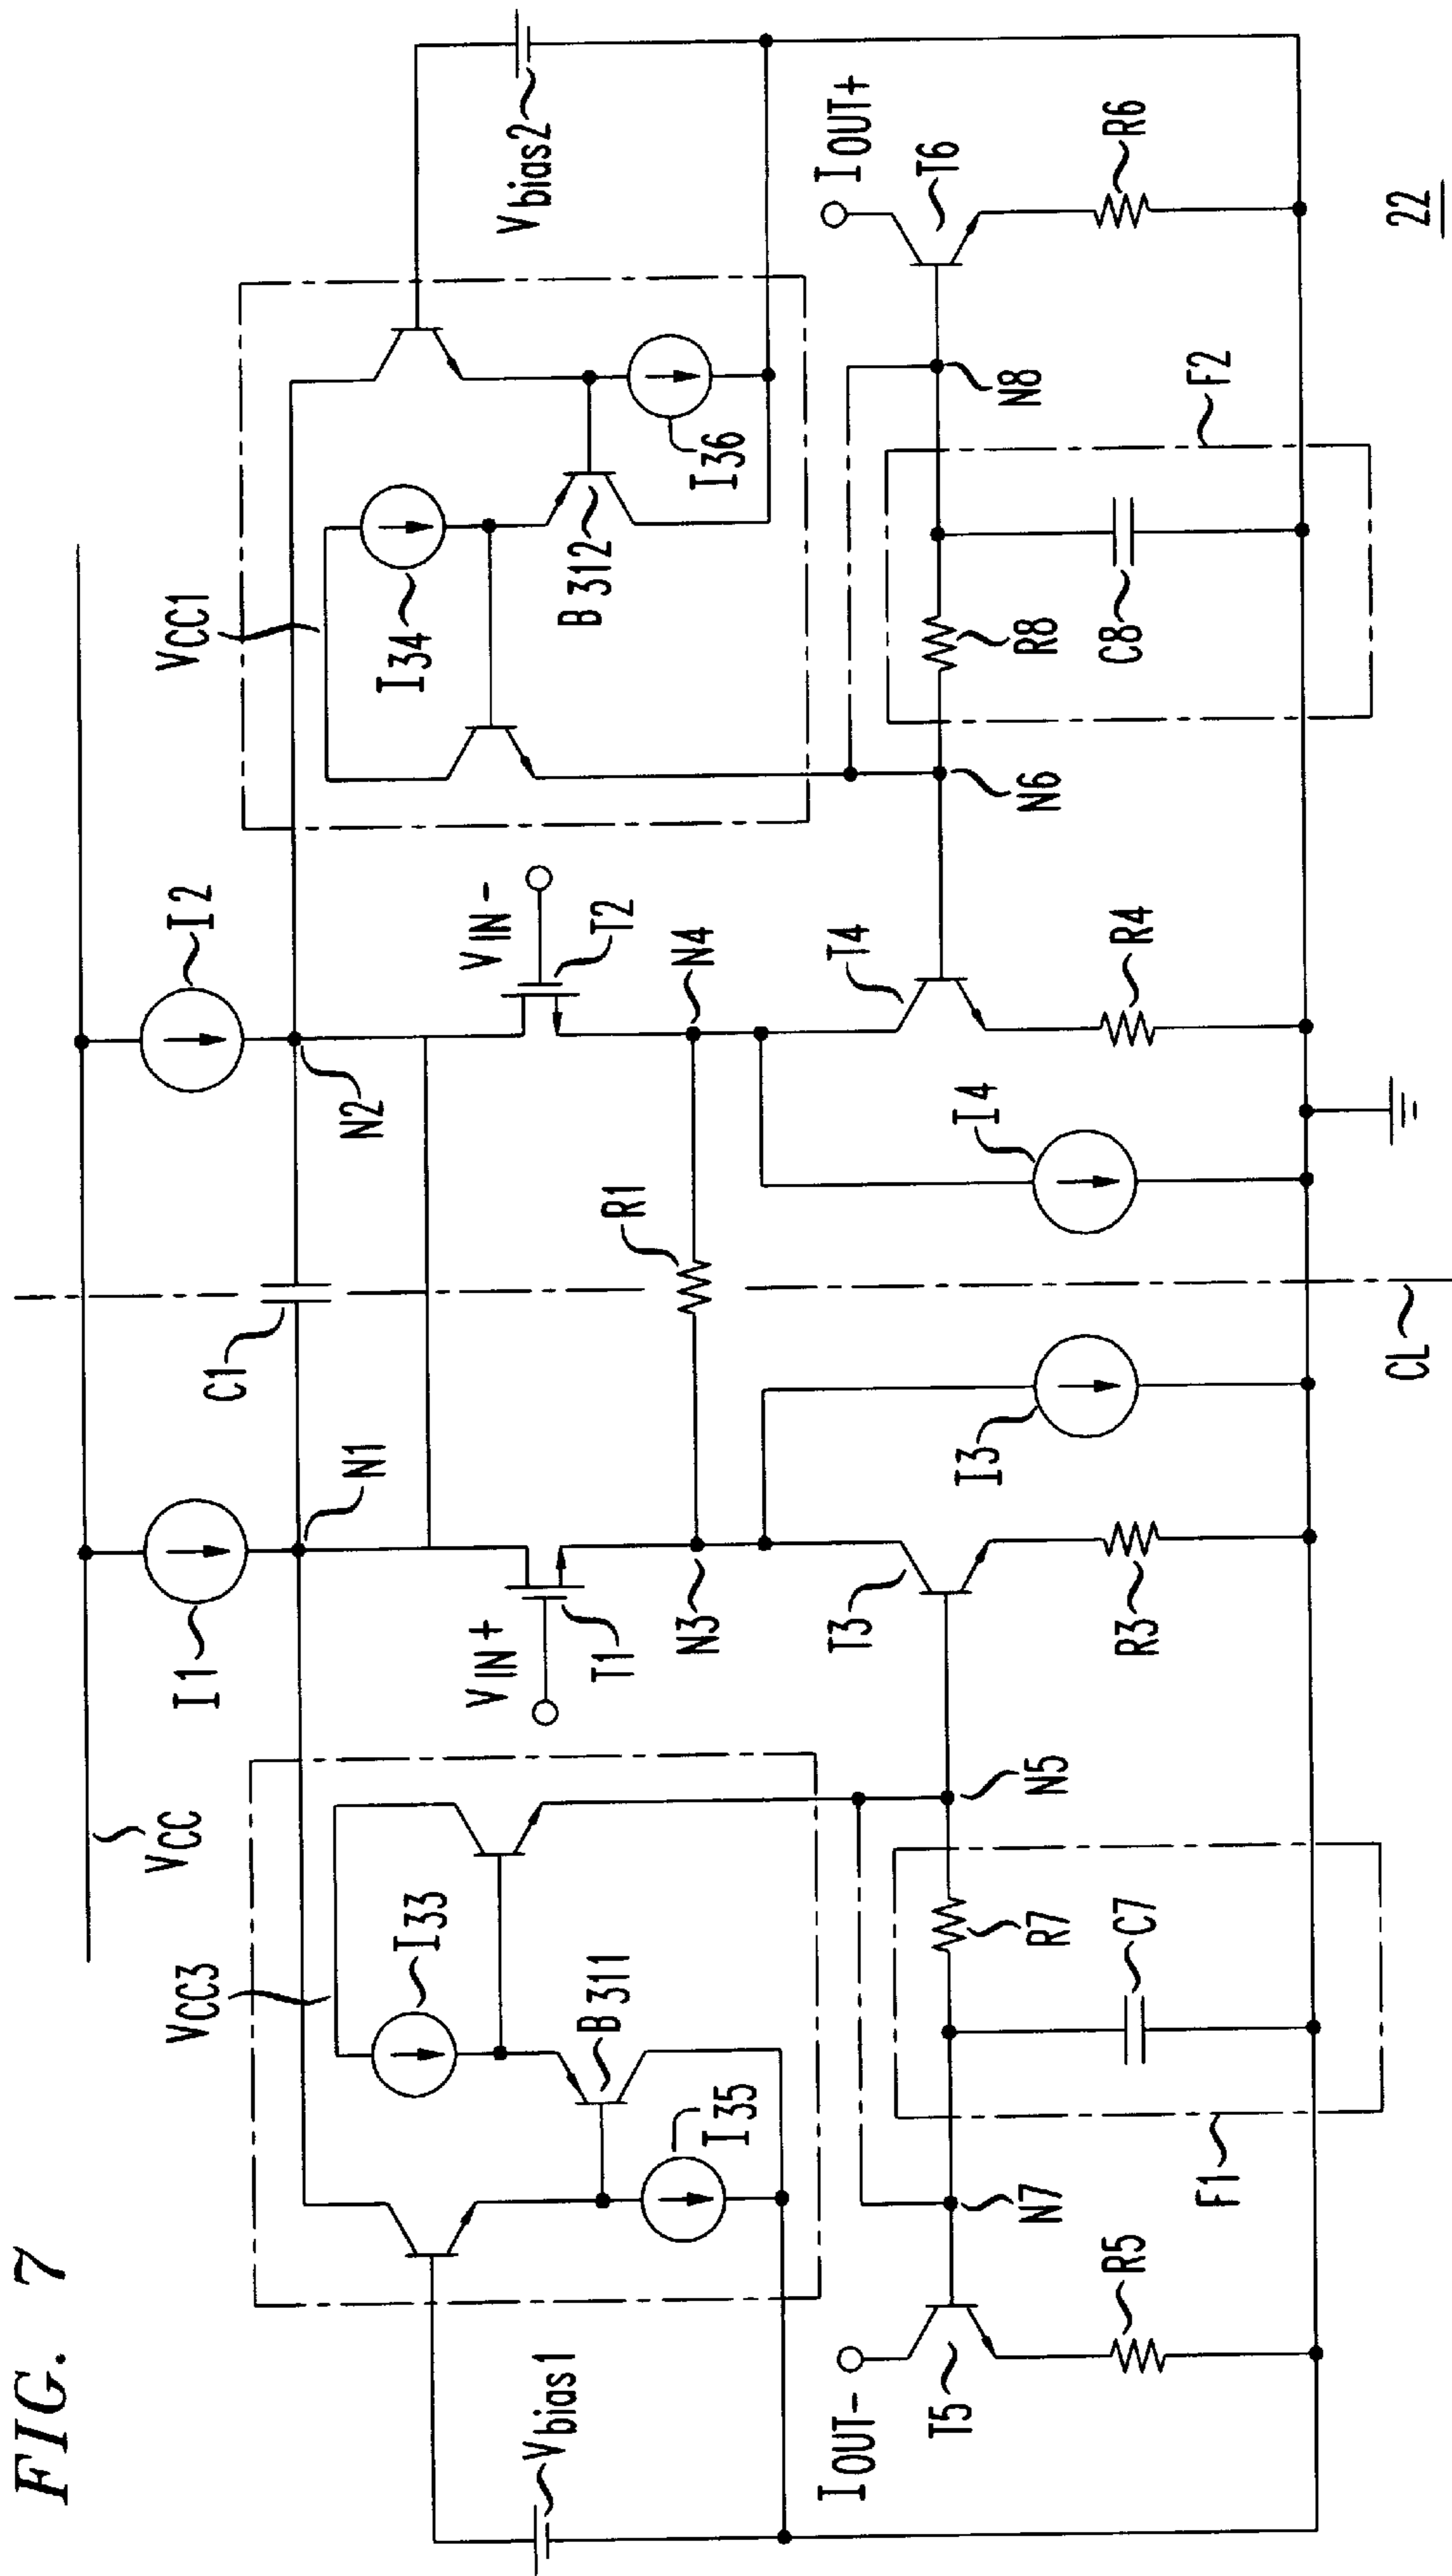 FIG. 7
VCC
I1
I2
C1
N1
N2
VCC3
VCC1
I33
I34
B311
B312
I35
I36
Vbias1
Vbias2
VIN+
VIN-
T1
T2
R1
N3
N4
T3
T4
I3
I4
R3
R4
N5
N6
N7
N8
R7
R8
C7
C8
F1
F2
IOUT-
IOUT+
T5
T6
R5
R6
CL
22